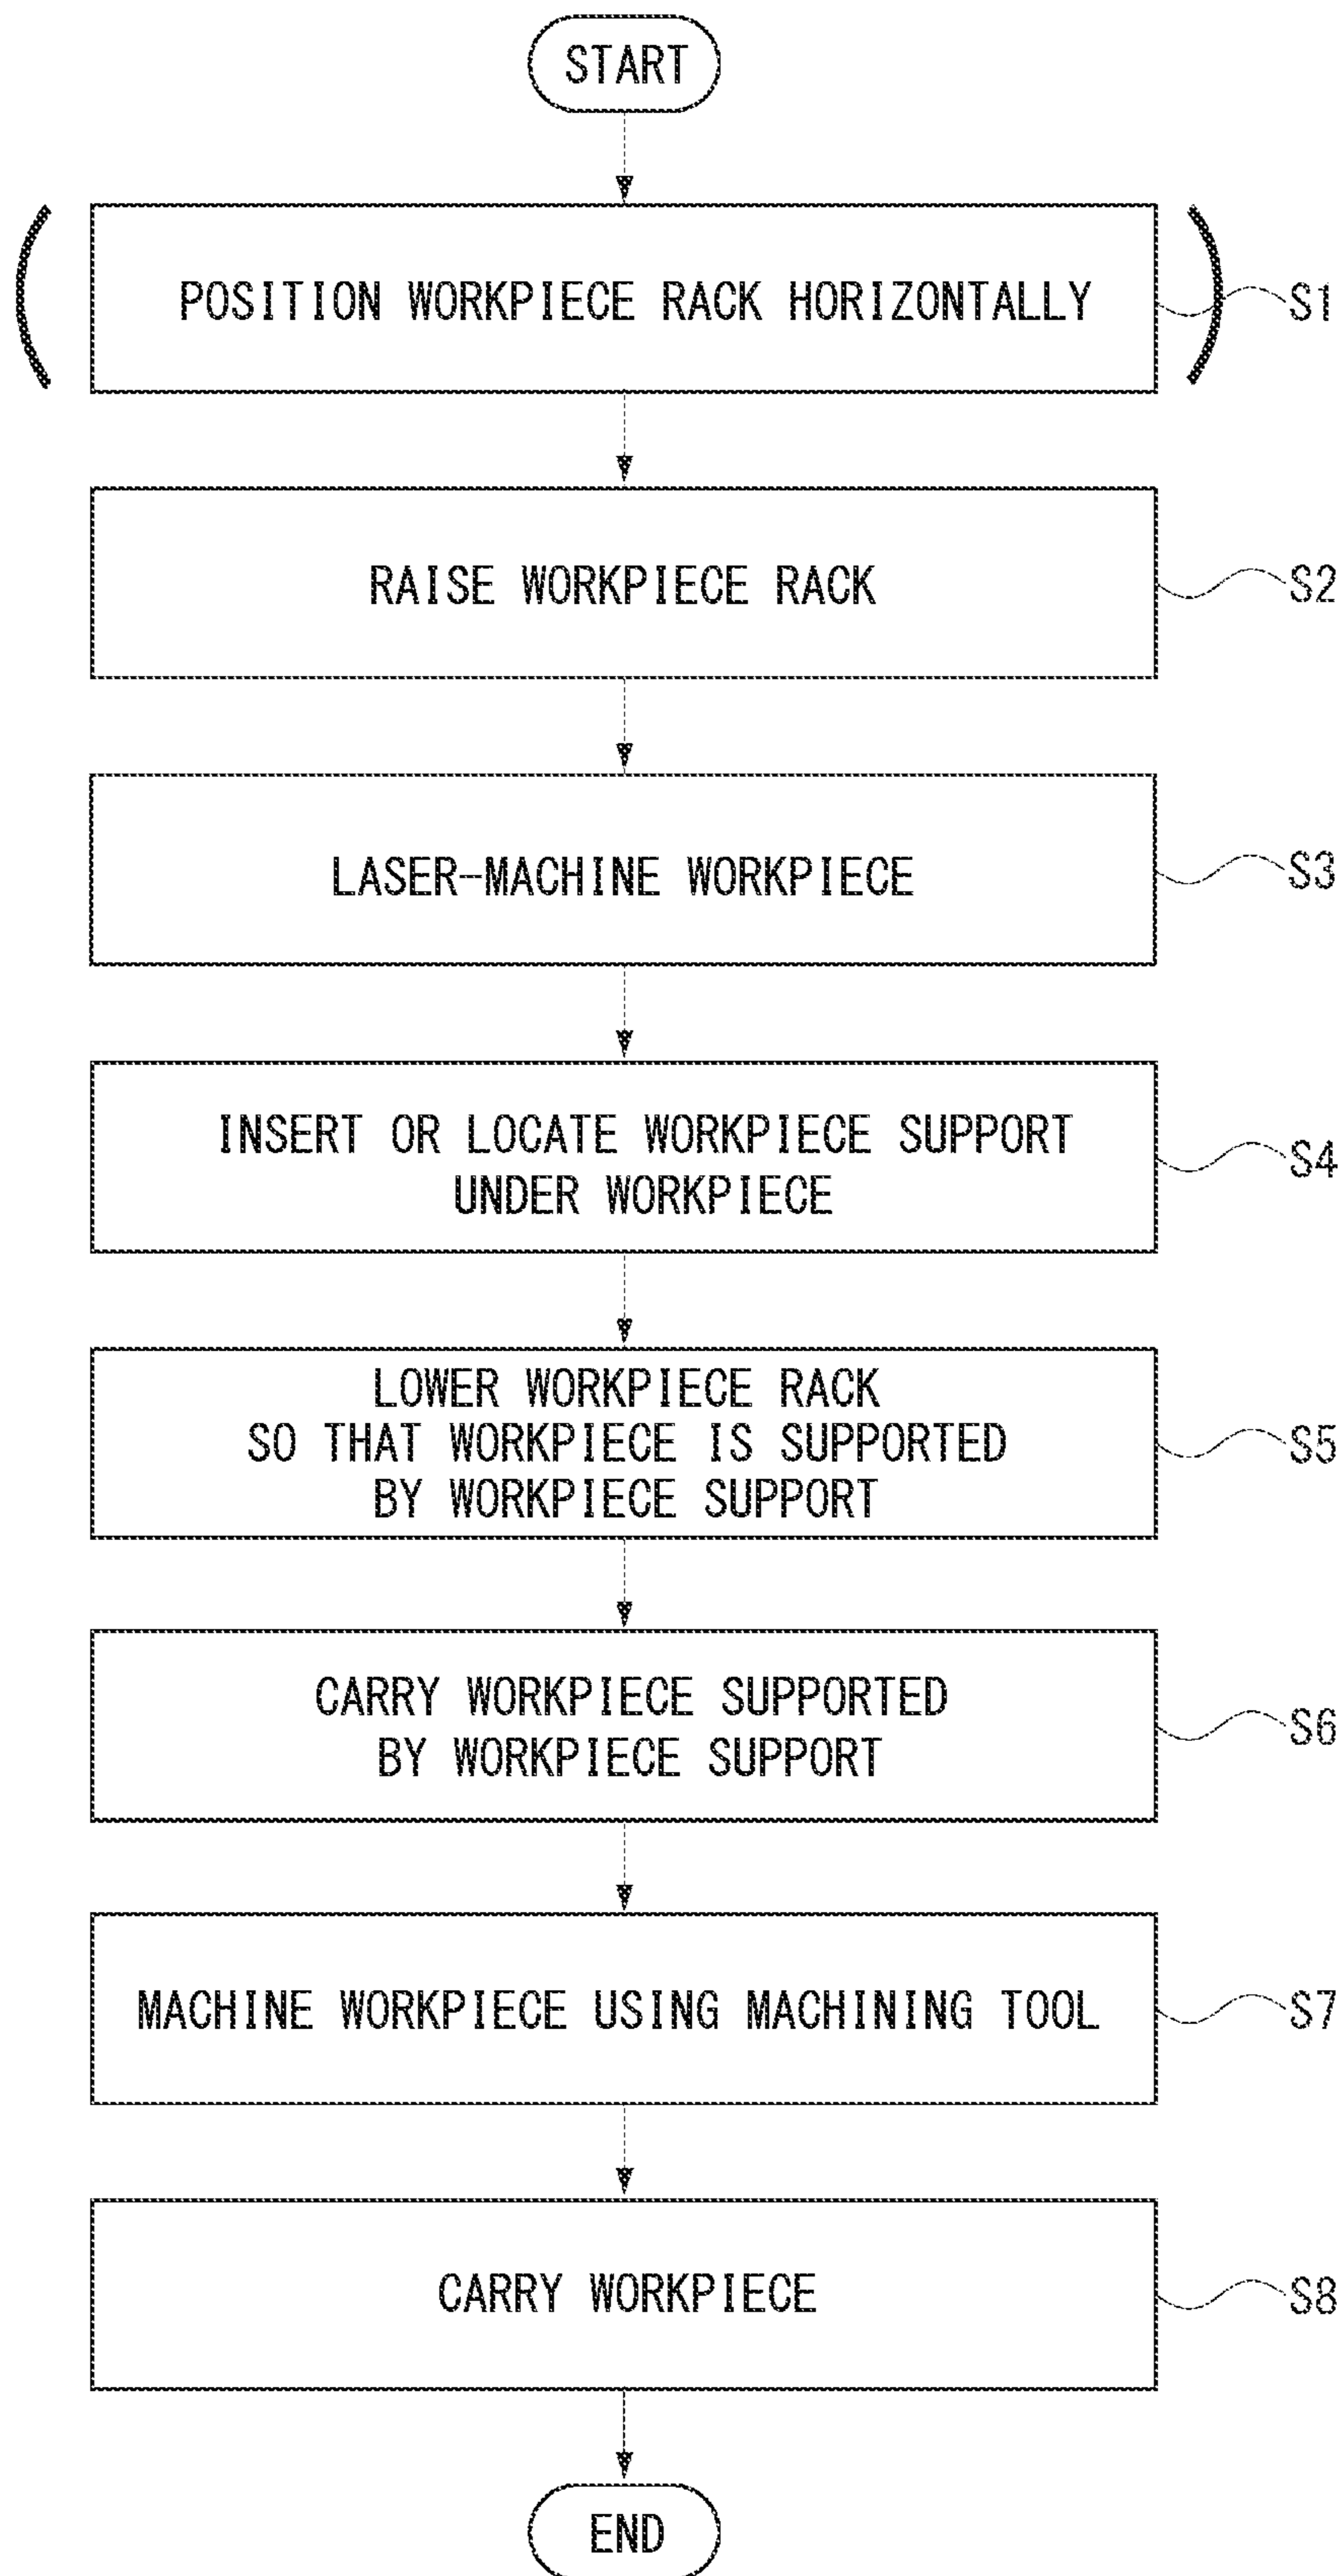 START
POSITION WORKPIECE RACK HORIZONTALLY
S1
RAISE WORKPIECE RACK
S2
LASER-MACHINE WORKPIECE
S3
INSERT OR LOCATE WORKPIECE SUPPORT
UNDER WORKPIECE
S4
LOWER WORKPIECE RACK
SO THAT WORKPIECE IS SUPPORTED
BY WORKPIECE SUPPORT
S5
CARRY WORKPIECE SUPPORTED
BY WORKPIECE SUPPORT
S6
MACHINE WORKPIECE USING MACHINING TOOL
S7
CARRY WORKPIECE
S8
END